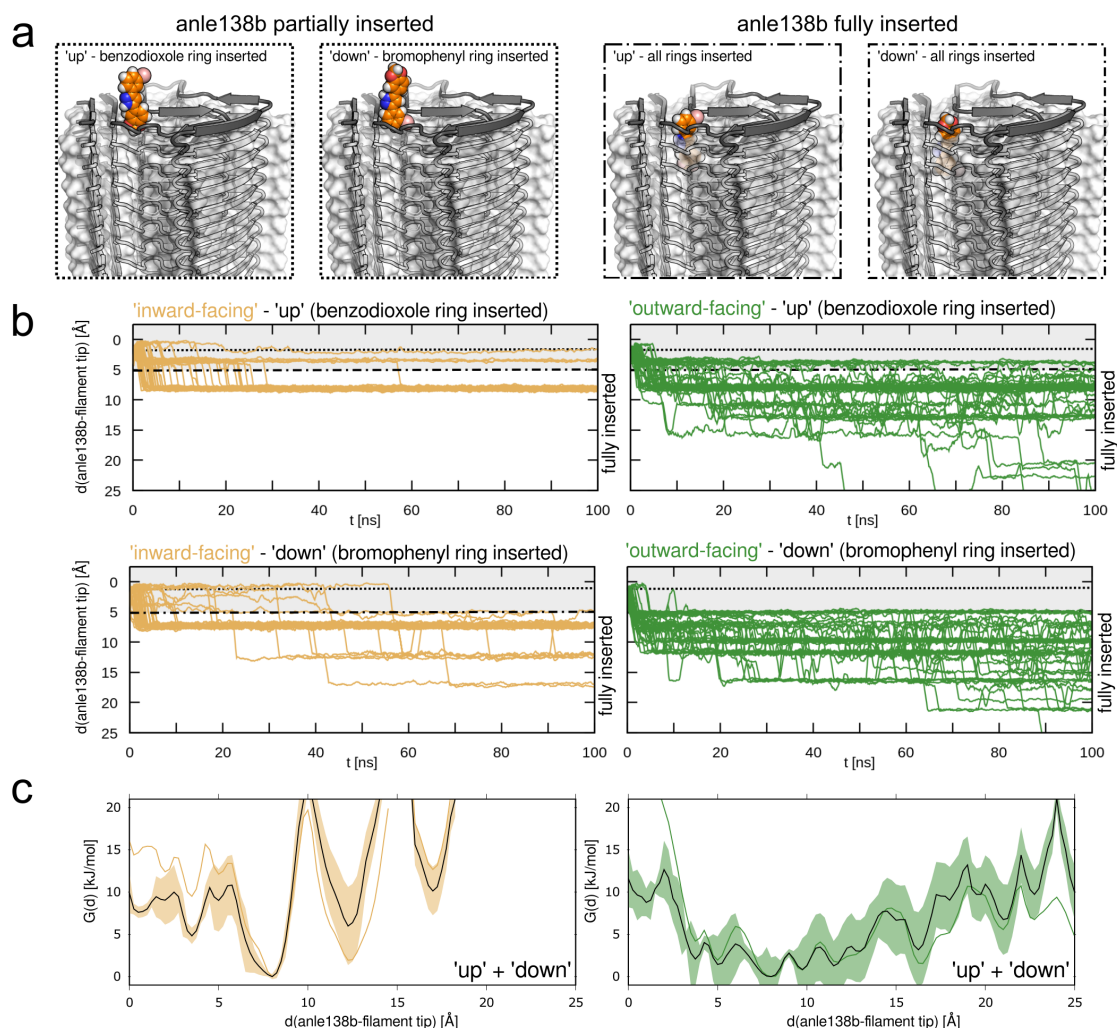 a
anle138b partially inserted
anle138b fully inserted
'up' - benzodioxole ring inserted
'down' - bromophenyl ring inserted
'up' - all rings inserted
'down' - all rings inserted
b
'inward-facing' - 'up' (benzodioxole ring inserted)
'outward-facing' - 'up' (benzodioxole ring inserted)
d(anle138b-filament tip) [Å]
0
5
10
15
20
25
0 20 40 60 80 100
t [ns]
fully inserted
0 20 40 60 80 100
t [ns]
fully inserted
'inward-facing' - 'down' (bromophenyl ring inserted)
'outward-facing' - 'down' (bromophenyl ring inserted)
d(anle138b-filament tip) [Å]
0
5
10
15
20
25
0 20 40 60 80 100
t [ns]
fully inserted
0 20 40 60 80 100
t [ns]
fully inserted
c
G(d) [kJ/mol]
20
15
10
5
0
'up' + 'down'
0 5 10 15 20 25
d(anle138b-filament tip) [Å]
G(d) [kJ/mol]
20
15
10
5
0
'up' + 'down'
0 5 10 15 20 25
d(anle138b-filament tip) [Å]